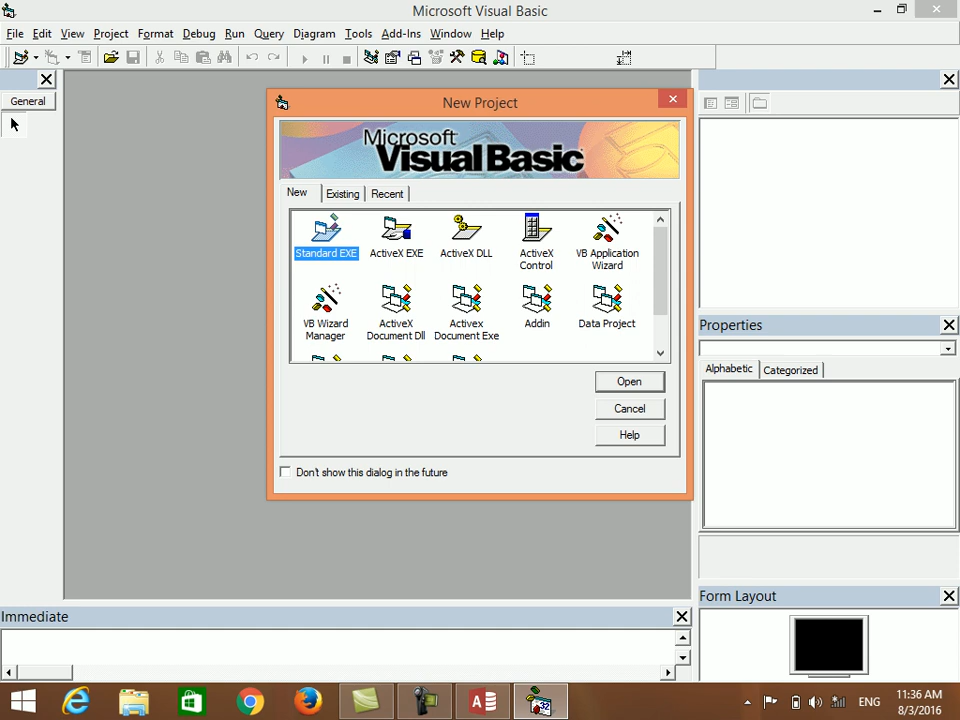 Microsoft Visual Basic
File Edit View Project Format Debug Run Query Diagram Tools Add-Ins Window Help
General
New Project
Microsoft
Visual Basic
New Existing Recent
Standard EXE ActiveX EXE ActiveX DLL ActiveX Control VB Application Wizard
VB Wizard Manager ActiveX Document Dll Activex Document Exe Addin Data Project
Open
Cancel
Help
Don't show this dialog in the future
Properties
Alphabetic Categorized
Immediate
Form Layout
32
ENG
11:36 AM
8/3/2016